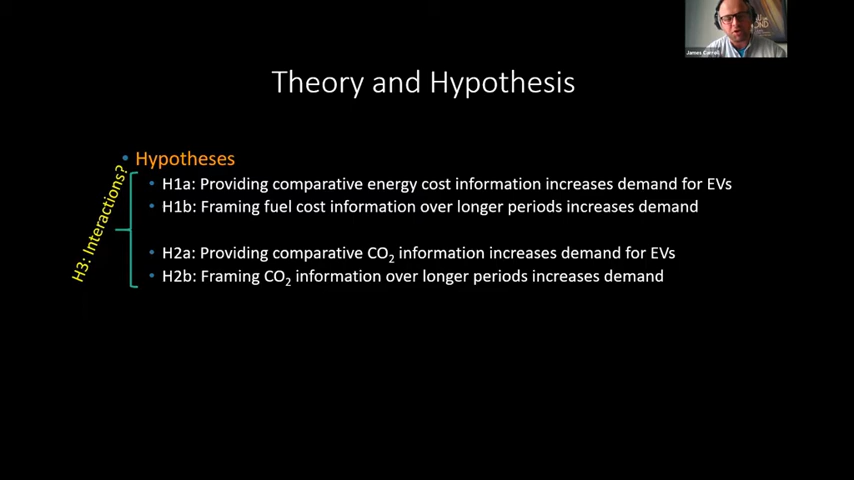 James Carroll
Theory and Hypothesis
• Hypotheses
H3: Interactions?
• H1a: Providing comparative energy cost information increases demand for EVs
• H1b: Framing fuel cost information over longer periods increases demand
• H2a: Providing comparative CO₂ information increases demand for EVs
• H2b: Framing CO₂ information over longer periods increases demand